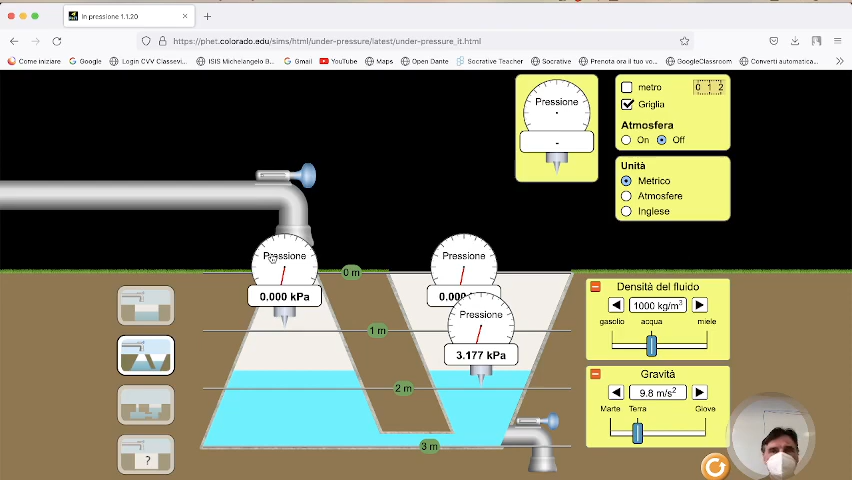 In pressione 1.1.20
https://phet.colorado.edu/sims/html/under-pressure/latest/under-pressure_it.html
Come iniziare
Google
Login CVV Classevi...
ISIS Michelangelo B...
Gmail
YouTube
Maps
Open Dante
Socrative Teacher
Socrative
Prenota ora il tuo v...
GoogleClassroom
Converti automatica...
Pressione
-
metro
0 1 2
Griglia
Atmosfera
On
Off
Unità
Metrico
Atmosfere
Inglese
Pressione
0.000 kPa
Pressione
0.000
Pressione
3.177 kPa
0 m
1 m
2 m
3 m
?
Densità del fluido
1000 kg/m³
gasolio acqua miele
Gravità
9.8 m/s²
Marte Terra Giove